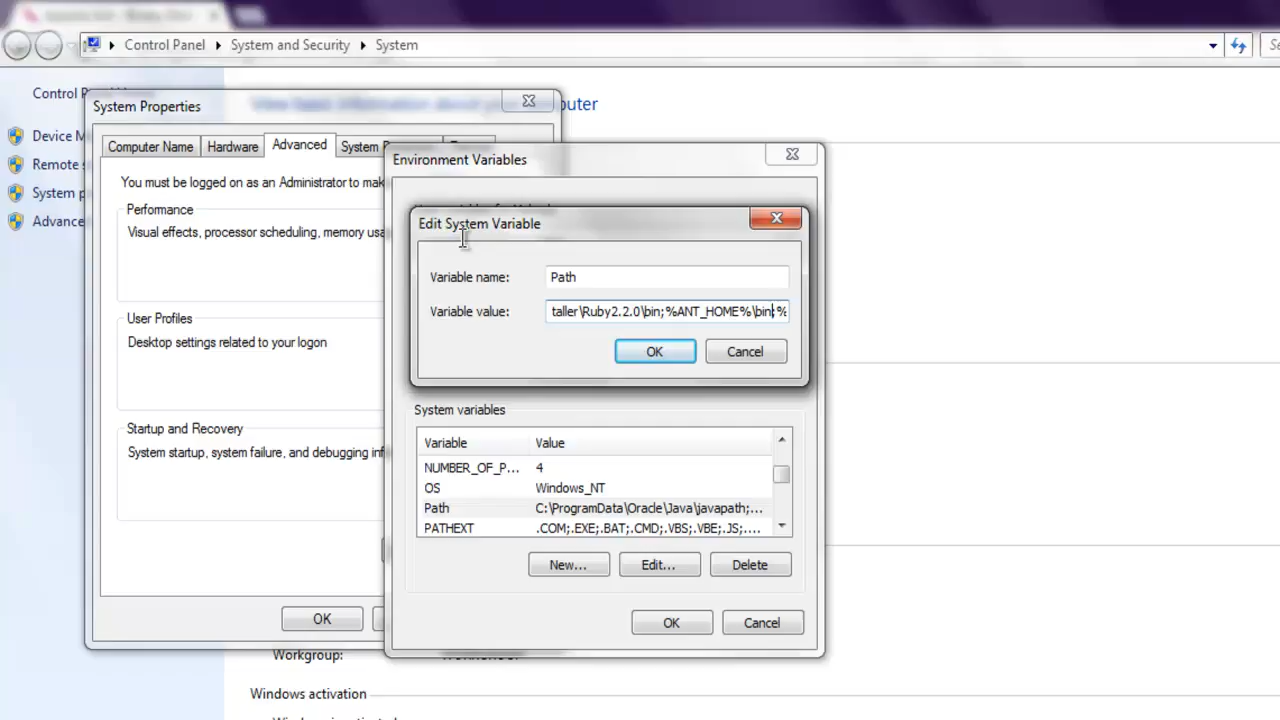 Control Panel ▸ System and Security ▸ System
Control
System Properties
puter
Computer Name
Hardware
Advanced
System
Environment Variables
Device M
Remote s
System p
Advance
You must be logged on as an Administrator to mak
Performance
Visual effects, processor scheduling, memory usa
Edit System Variable
Variable name:
Path
Variable value:
taller\Ruby2.2.0\bin;%ANT_HOME%\bin;%
OK
Cancel
User Profiles
Desktop settings related to your logon
Startup and Recovery
System startup, system failure, and debugging inf
System variables
Variable Value
NUMBER_OF_P... 4
OS Windows_NT
Path C:\ProgramData\Oracle\Java\javapath;...
PATHEXT .COM;.EXE;.BAT;.CMD;.VBS;.VBE;.JS;....
New...
Edit...
Delete
OK
OK
Cancel
Workgroup:
Windows activation